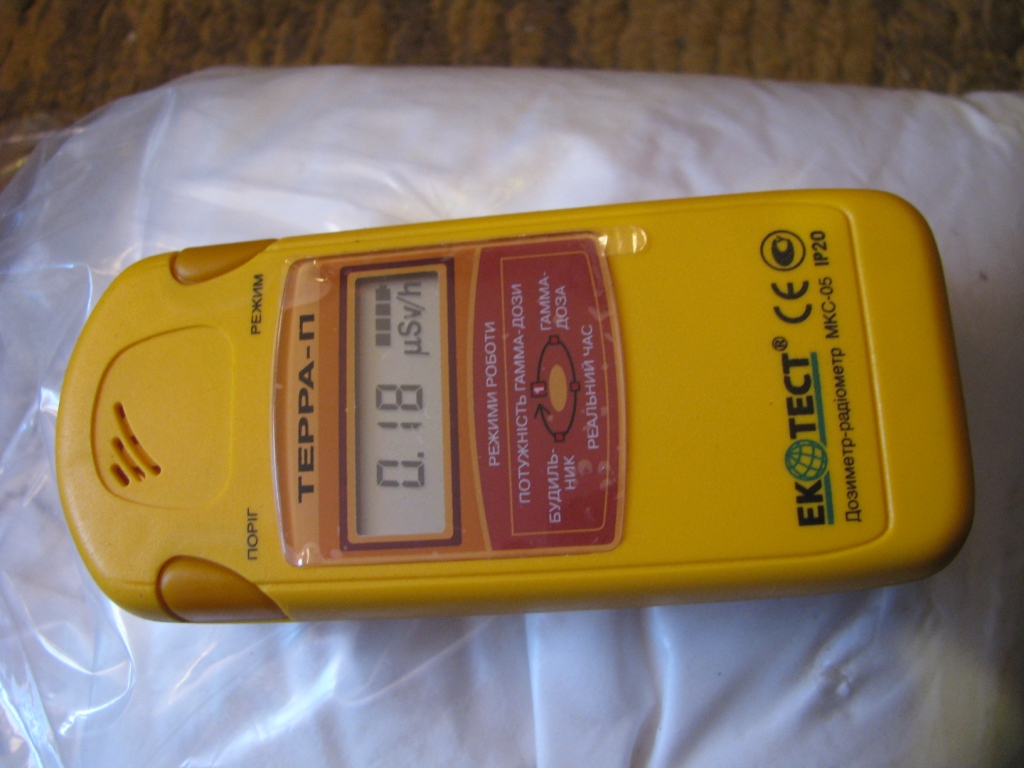 ПОРІГ
РЕЖИМ
ТЕРРА-П
0.18 µSv/h
РЕЖИМИ РОБОТИ
ПОТУЖНІСТЬ ГАММА-ДОЗИ
1
БУДИЛЬ-
НИК
ГАММА-
ДОЗА
РЕАЛЬНИЙ ЧАС
ЕКОТЕСТ® CE
Дозиметр-радіометр МКС-05 IP20